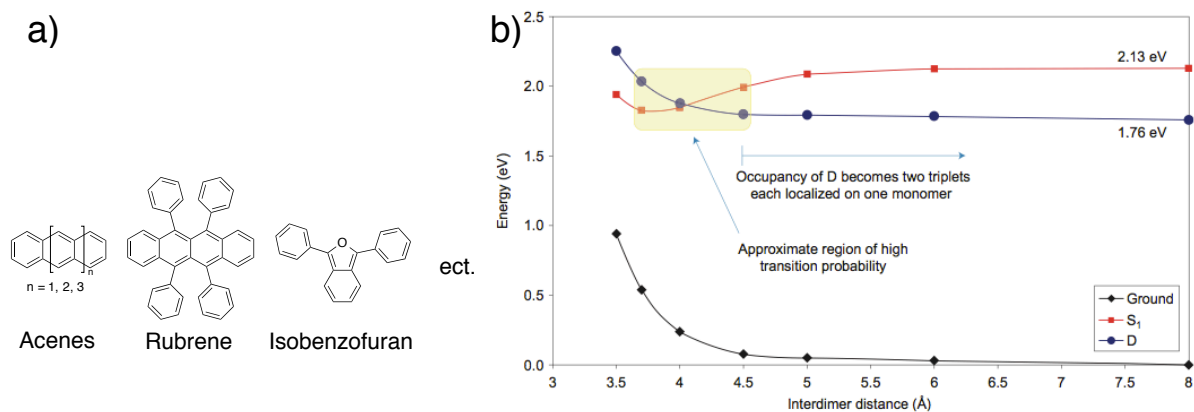 a)
O
[ ]n
n = 1, 2, 3
ect.
Acenes
Rubrene
Isobenzofuran
b)
2.5
2.0
1.5
1.0
0.5
0.0
Energy (eV)
2.13 eV
1.76 eV
Occupancy of D becomes two triplets
each localized on one monomer
Approximate region of high
transition probability
Ground
S₁
D
3 3.5 4 4.5 5 5.5 6 6.5 7 7.5 8
Interdimer distance (Å)